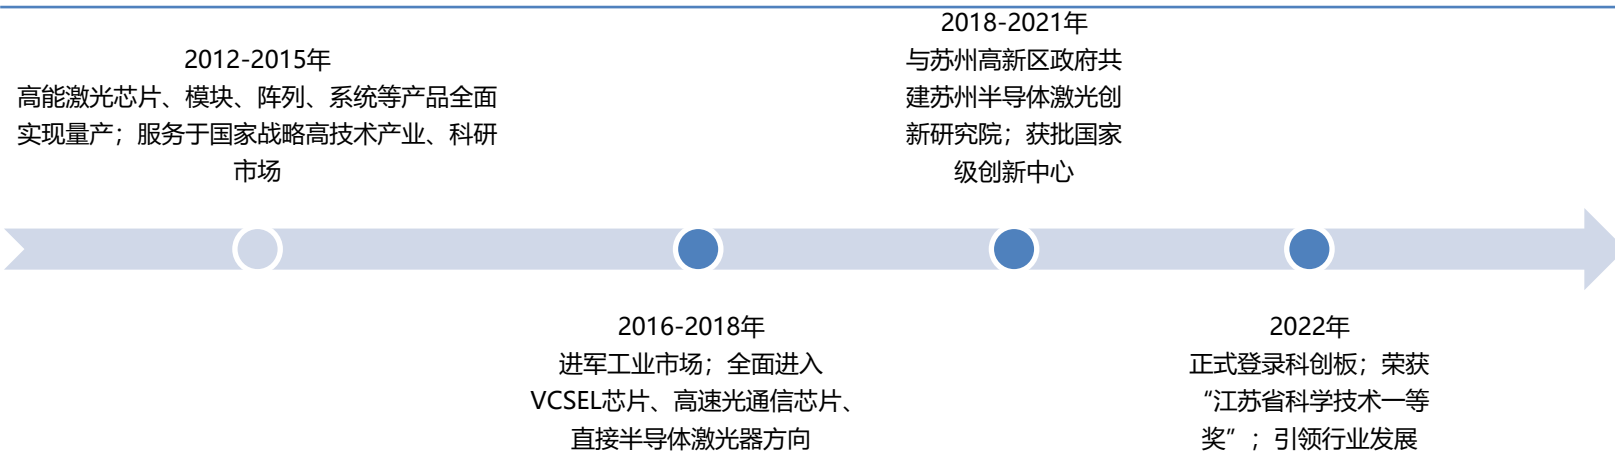 2012-2015年
高能激光芯片、模块、阵列、系统等产品全面
实现量产；服务于国家战略高技术产业、科研
市场
2016-2018年
进军工业市场；全面进入
VCSEL芯片、高速光通信芯片、
直接半导体激光器方向
2018-2021年
与苏州高新区政府共
建苏州半导体激光创
新研究院；获批国家
级创新中心
2022年
正式登录科创板；荣获
“江苏省科学技术一等
奖”；引领行业发展